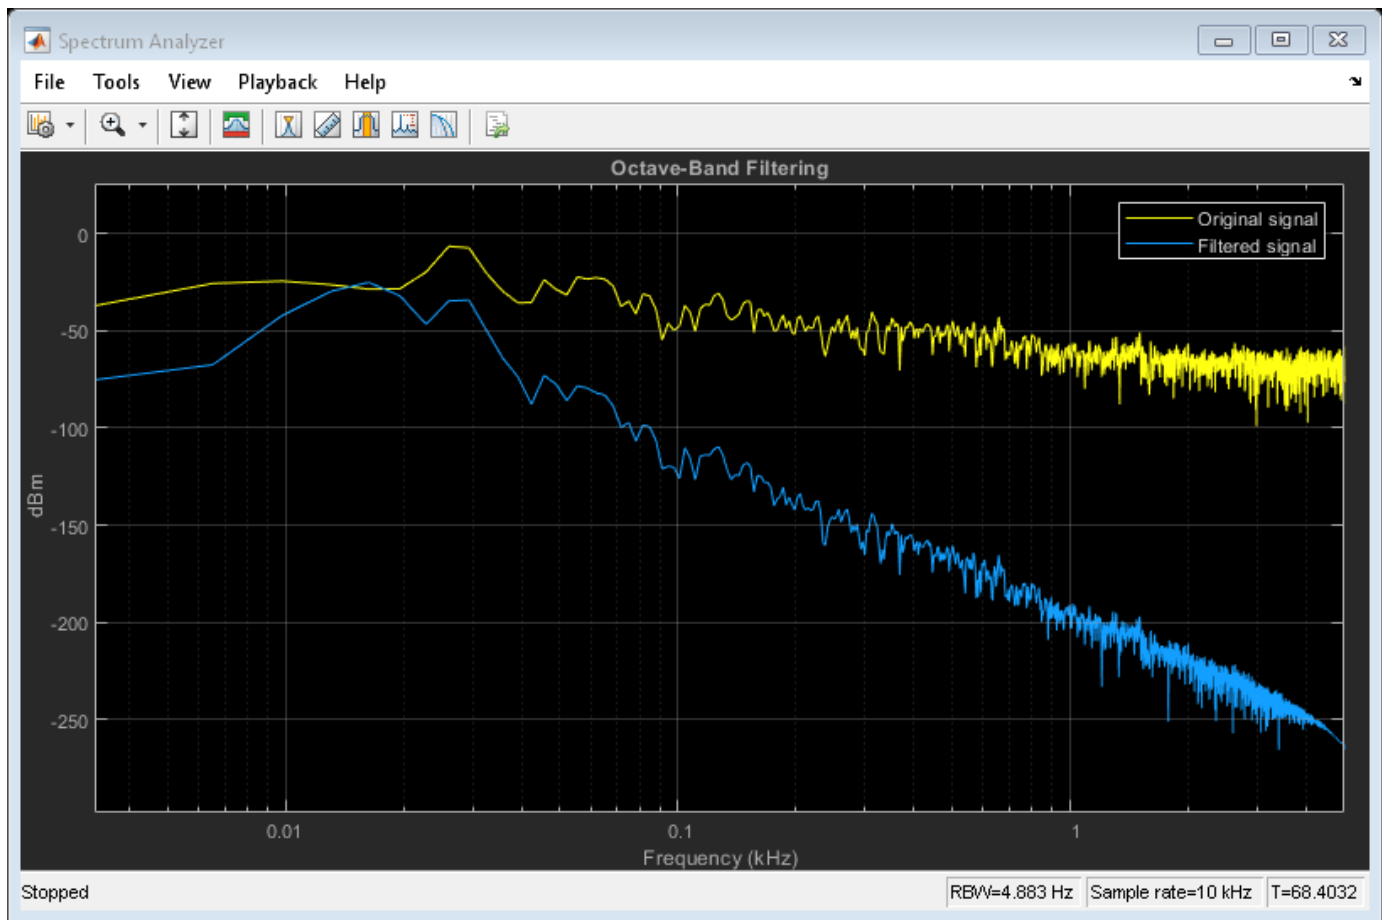 Spectrum Analyzer
File Tools View Playback Help
Octave-Band Filtering
Original signal
Filtered signal
0
-50
-100
-150
-200
-250
dBm
0.01 0.1 1
Frequency (kHz)
Stopped RBW=4.883 Hz Sample rate=10 kHz T=68.4032